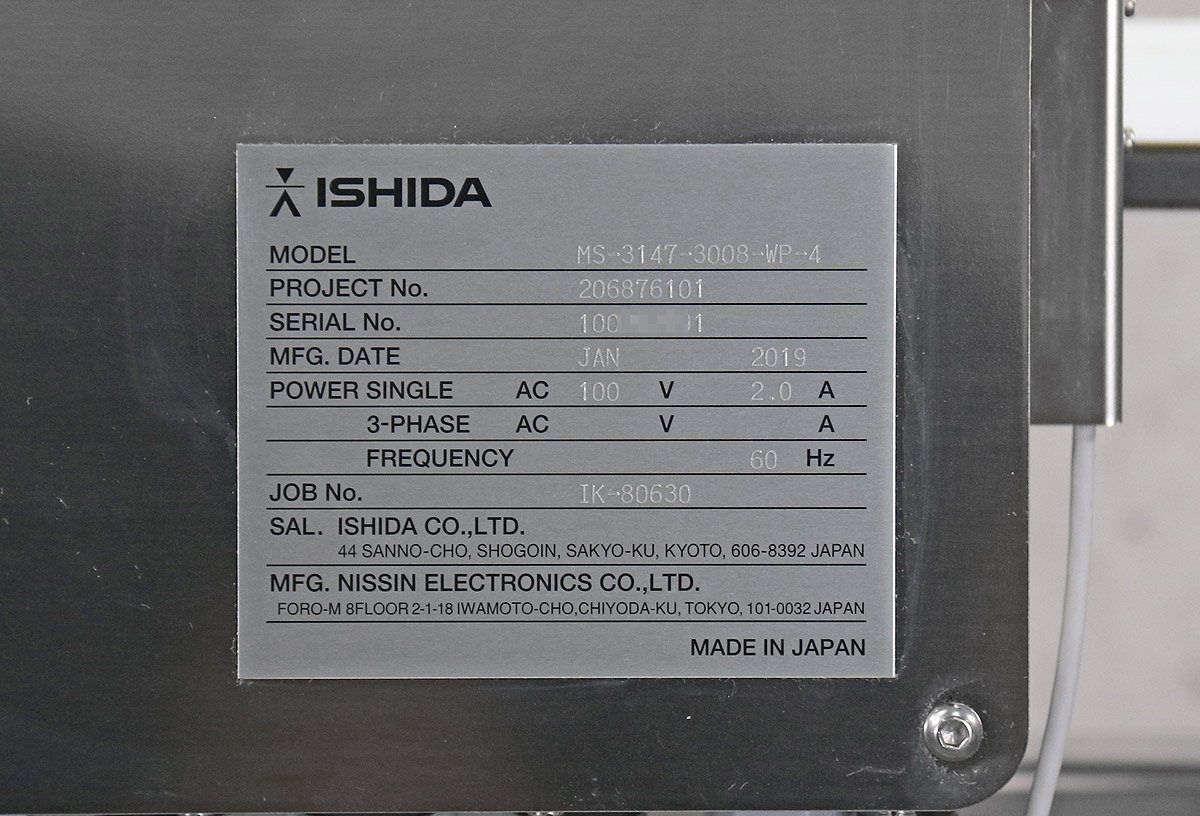 ISHIDA
MODEL MS-3147-3008-WP-4
PROJECT No. 206876101
SERIAL No.
MFG. DATE JAN 2019
POWER SINGLE AC 100 V 2.0 A
3-PHASE AC V A
FREQUENCY 60 Hz
JOB No. IK-80630
SAL. ISHIDA CO.,LTD.
44 SANNO-CHO, SHOGOIN, SAKYO-KU, KYOTO, 606-8392 JAPAN
MFG. NISSIN ELECTRONICS CO.,LTD.
FORO-M 8FLOOR 2-1-18 IWAMOTO-CHO,CHIYODA-KU, TOKYO, 101-0032 JAPAN
MADE IN JAPAN